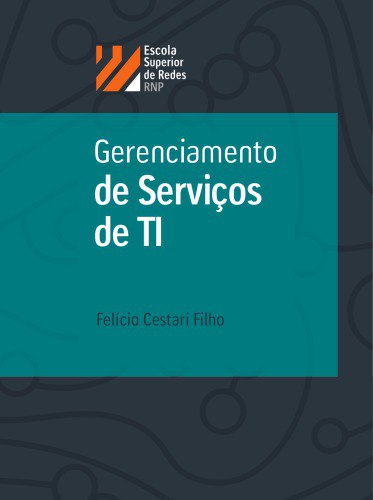 Escola
Superior
de Redes
RNP
Gerenciamento
de Serviços
de TI
Felício Cestari Filho